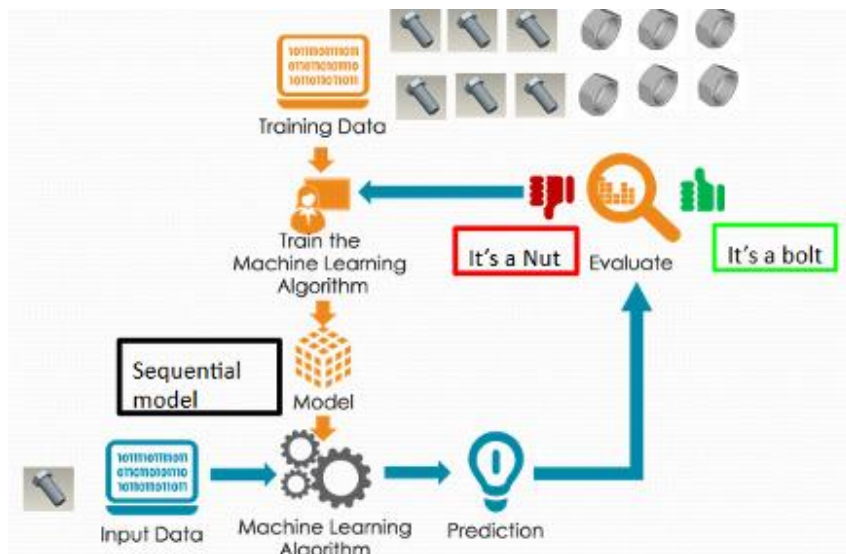 Training Data
Train the
Machine Learning
Algorithm
It's a Nut
Evaluate
It's a bolt
Sequential
model
Model
Input Data
Machine Learning
Algorithm
Prediction